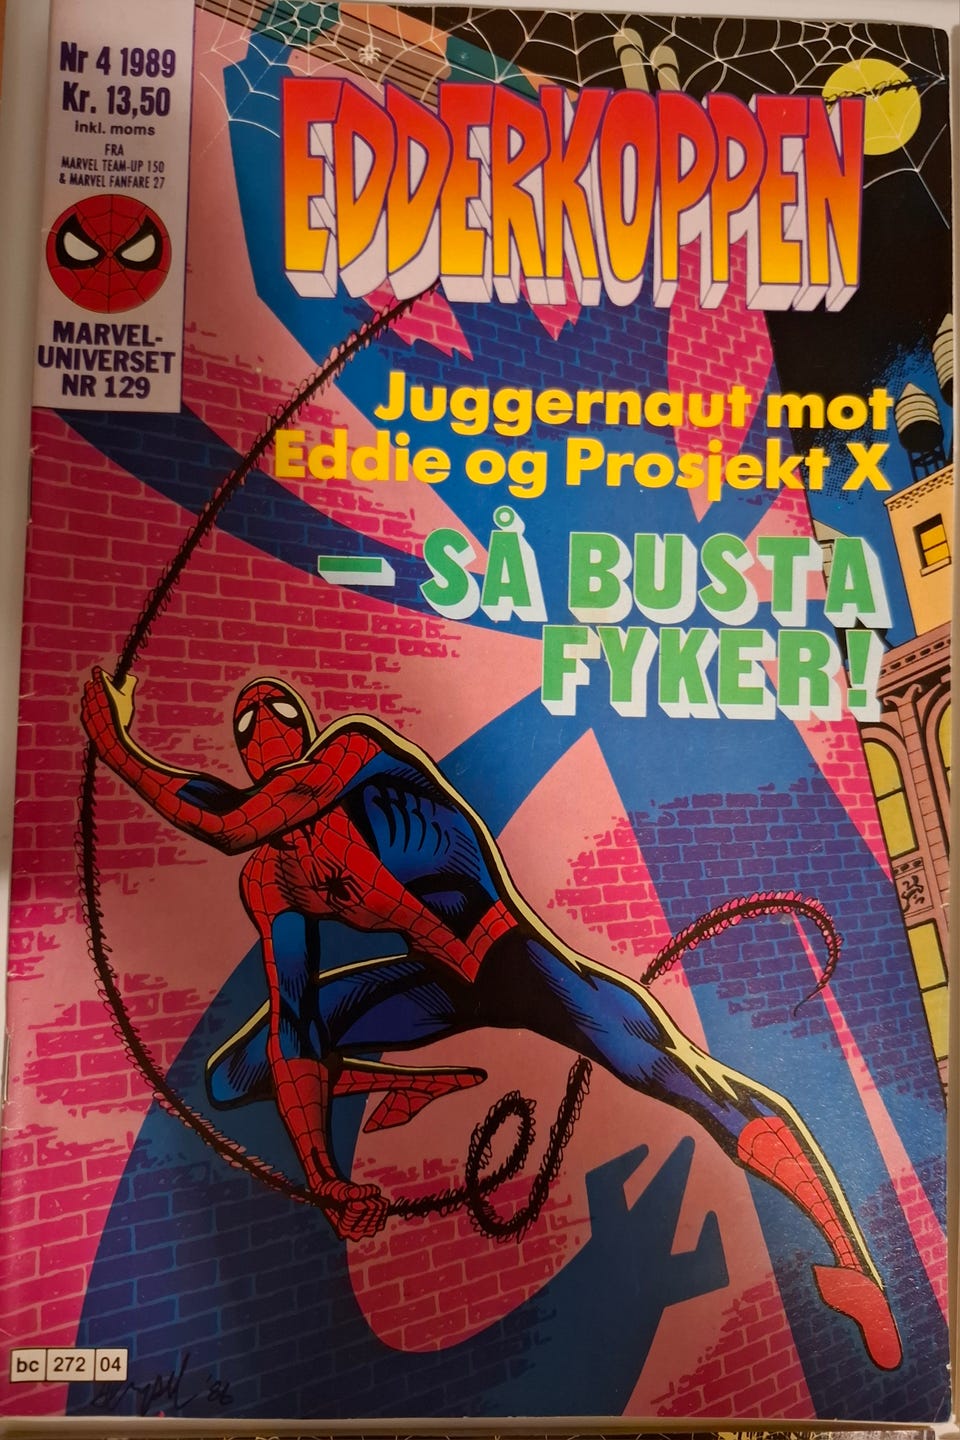 Nr 4 1989
Kr. 13,50
Inkl. moms
FRA
MARVEL TEAM-UP 150
& MARVEL FANFARE 27
MARVEL-
UNIVERSET
NR 129
EDDERKOPPEN
Juggernaut mot
Eddie og Prosjekt X
– SÅ BUSTA
FYKER!
bc 272 04
'86